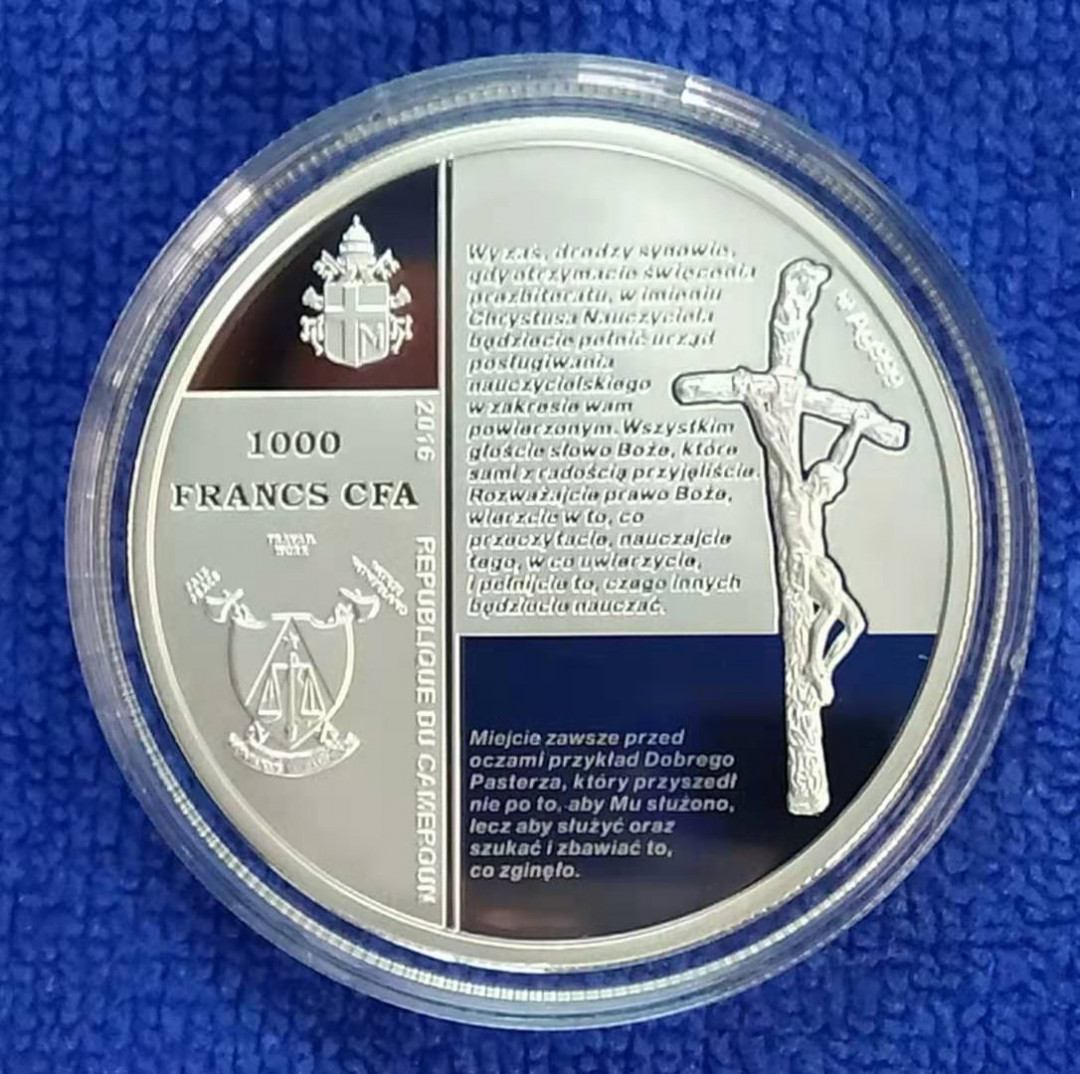 1000
FRANCS CFA
2016 REPUBLIQUE DU CAMEROUN
Wy zaś, drodzy synowie,
gdy otrzymacie święcenia
prezbiteratu, w imieniu
Chrystusa Nauczyciela
będziecie pełnić urząd
posługiwania
nauczycielskiego
w zakresie wam
powierzonym. Wszystkim
głoście słowo Boże, które
sami z radością przyjęliście.
Rozważajcie prawo Boże,
wierzcie w to, co
przeczytacie, nauczajcie
tego, w co uwierzycie,
i pełnijcie to, czego innych
będziecie nauczać.
Ag999
Miejcie zawsze przed
oczami przykład Dobrego
Pasterza, który przyszedł
nie po to, aby Mu służono,
lecz aby służyć oraz
szukać i zbawiać to,
co zginęło.